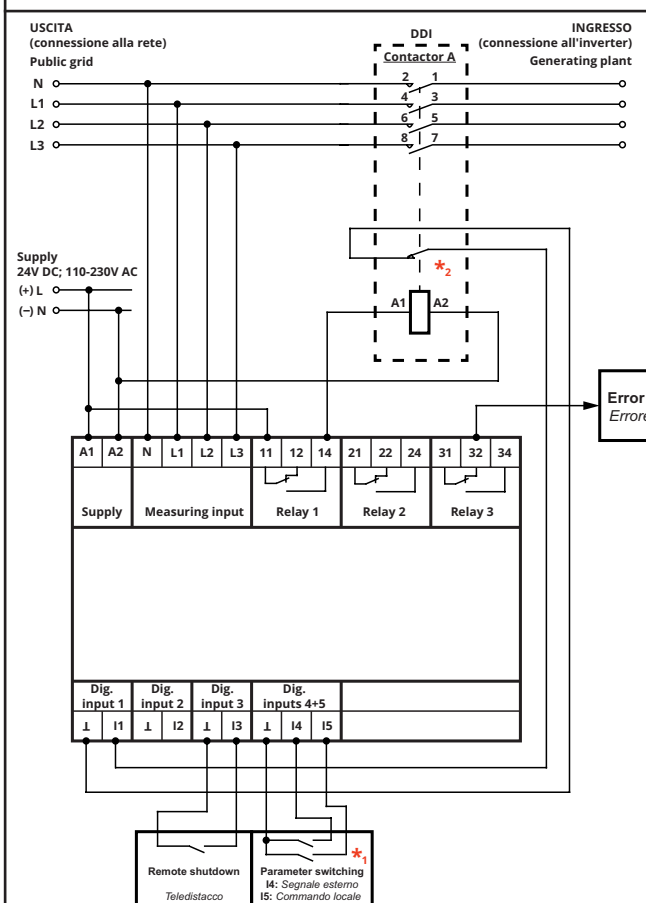 USCITA
(connessione alla rete)
Public grid
DDI
Contactor A
INGRESSO
(connessione all'inverter)
Generating plant
N
2 1
L1
4 3
L2
6 5
L3
8 7
*2
Supply
24V DC; 110-230V AC
(+) L
(−) N
A1 A2
Error
Errore
A1 A2 N L1 L2 L3 11 12 14 21 22 24 31 32 34
Supply Measuring input Relay 1 Relay 2 Relay 3
Dig. input 1
Dig. input 2
Dig. input 3
Dig. inputs 4+5
⊥ I1 ⊥ I2 ⊥ I3 ⊥ I4 I5
*1
Remote shutdown
Teledistacco
Parameter switching
I4: Segnale esterno
I5: Commando locale